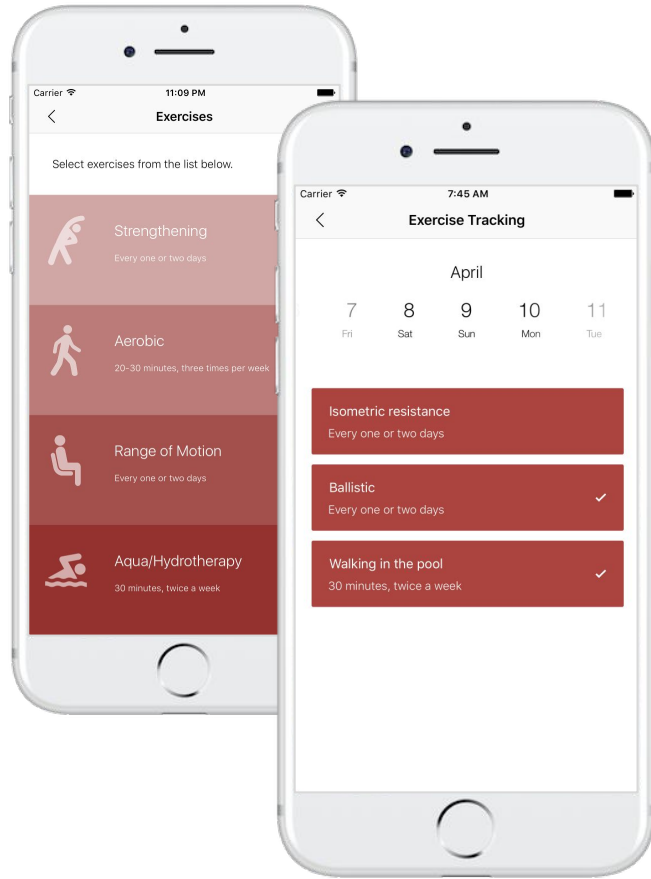 Carrier
11:09 PM
Exercises
Select exercises from the list below.
Strengthening
Every one or two days
Aerobic
20-30 minutes, three times per week
Range of Motion
Every one or two days
Aqua/Hydrotherapy
30 minutes, twice a week
Carrier
7:45 AM
Exercise Tracking
April
7 8 9 10 11
Fri Sat Sun Mon Tue
Isometric resistance
Every one or two days
Ballistic
Every one or two days
Walking in the pool
30 minutes, twice a week